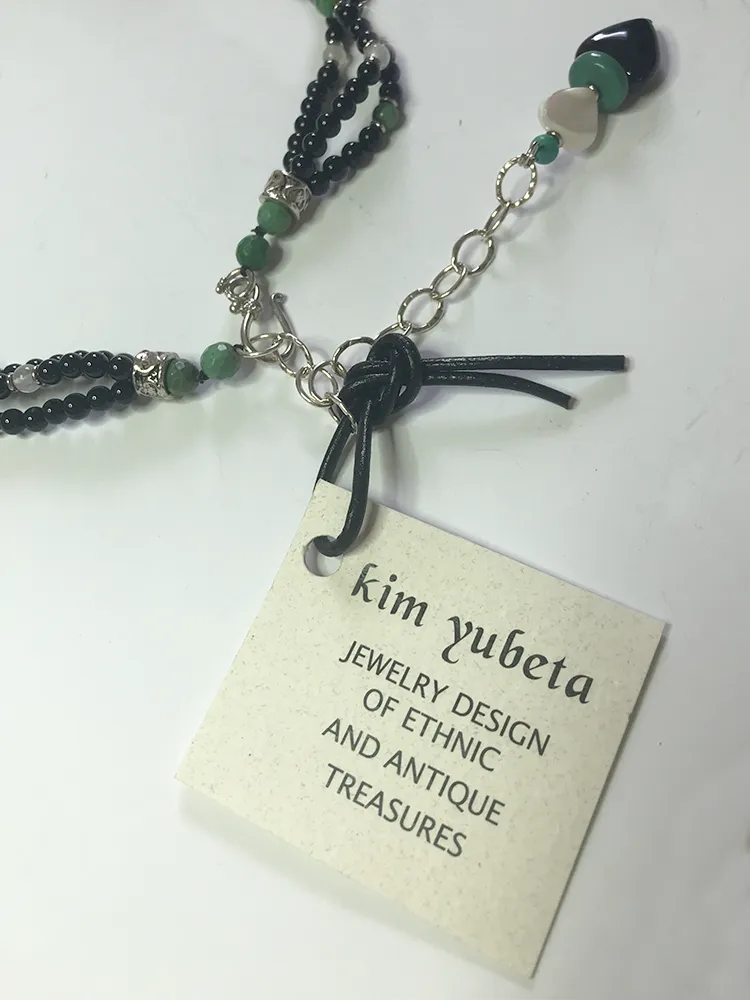 kim yubeta
JEWELRY DESIGN
OF ETHNIC
AND ANTIQUE
TREASURES